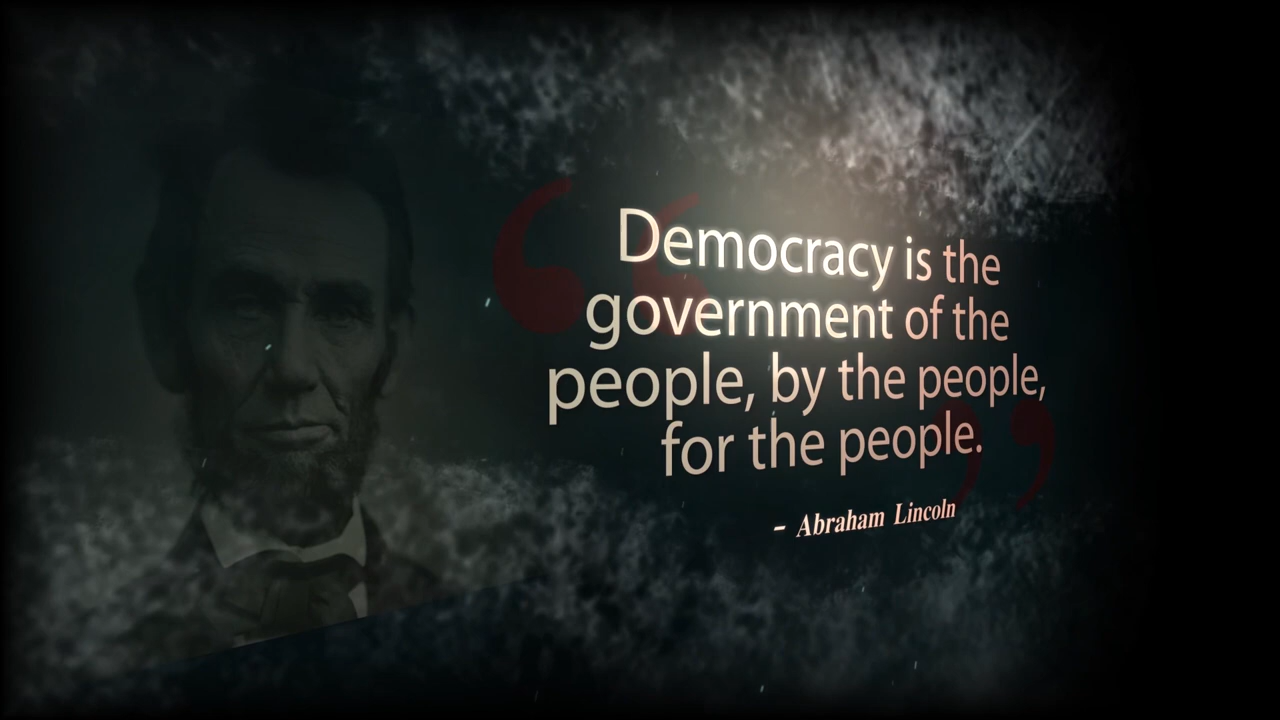 Democracy is the
government of the
people, by the people,
for the people.
– Abraham Lincoln